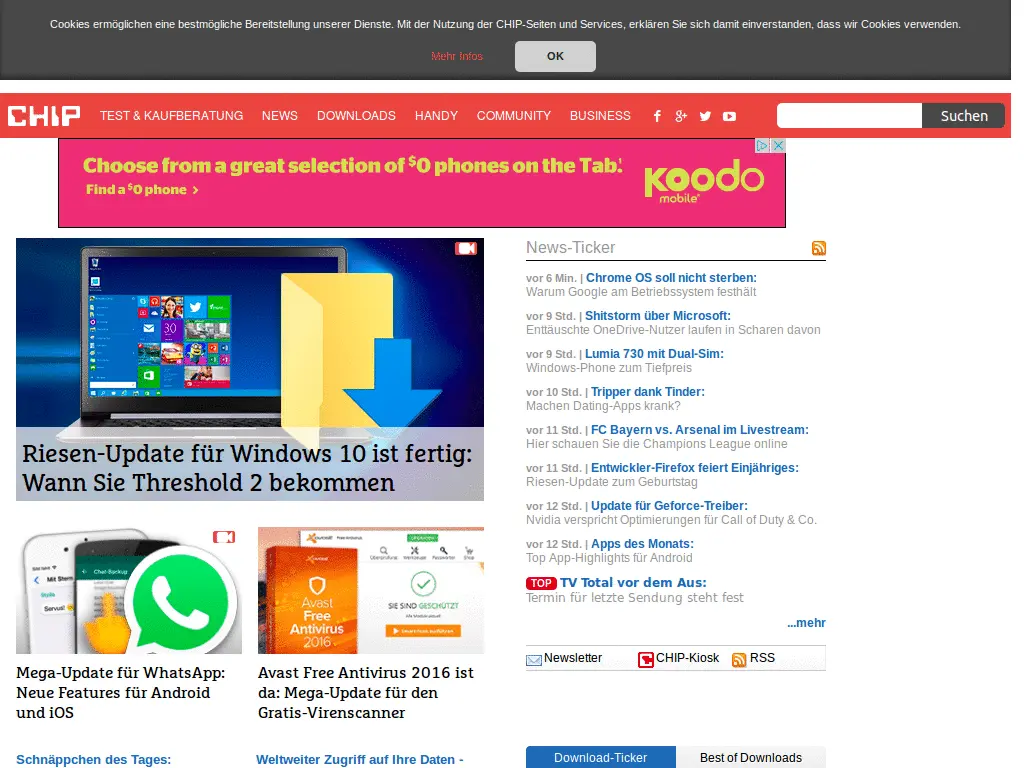 Cookies ermöglichen eine bestmögliche Bereitstellung unserer Dienste. Mit der Nutzung der CHIP-Seiten und Services, erklären Sie sich damit einverstanden, dass wir Cookies verwenden.
Mehr Infos
OK
CHIP
TEST & KAUFBERATUNG
NEWS
DOWNLOADS
HANDY
COMMUNITY
BUSINESS
Suchen
Choose from a great selection of $0 phones on the Tab.
Find a $0 phone >
koodo
mobile
Riesen-Update für Windows 10 ist fertig:
Wann Sie Threshold 2 bekommen
Chat-Backup
Servus!
Mega-Update für WhatsApp:
Neue Features für Android
und iOS
Avast
Free
Antivirus
2016
SIE SIND GESCHÜTZT
Avast Free Antivirus 2016 ist
da: Mega-Update für den
Gratis-Virenscanner
Schnäppchen des Tages:
Weltweiter Zugriff auf Ihre Daten -
News-Ticker
vor 6 Min. | Chrome OS soll nicht sterben:
Warum Google am Betriebssystem festhält
vor 9 Std. | Shitstorm über Microsoft:
Enttäuschte OneDrive-Nutzer laufen in Scharen davon
vor 9 Std. | Lumia 730 mit Dual-Sim:
Windows-Phone zum Tiefpreis
vor 10 Std. | Tripper dank Tinder:
Machen Dating-Apps krank?
vor 11 Std. | FC Bayern vs. Arsenal im Livestream:
Hier schauen Sie die Champions League online
vor 11 Std. | Entwickler-Firefox feiert Einjähriges:
Riesen-Update zum Geburtstag
vor 12 Std. | Update für Geforce-Treiber:
Nvidia verspricht Optimierungen für Call of Duty & Co.
vor 12 Std. | Apps des Monats:
Top App-Highlights für Android
TOP TV Total vor dem Aus:
Termin für letzte Sendung steht fest
...mehr
Newsletter
CHIP-Kiosk
RSS
Download-Ticker
Best of Downloads